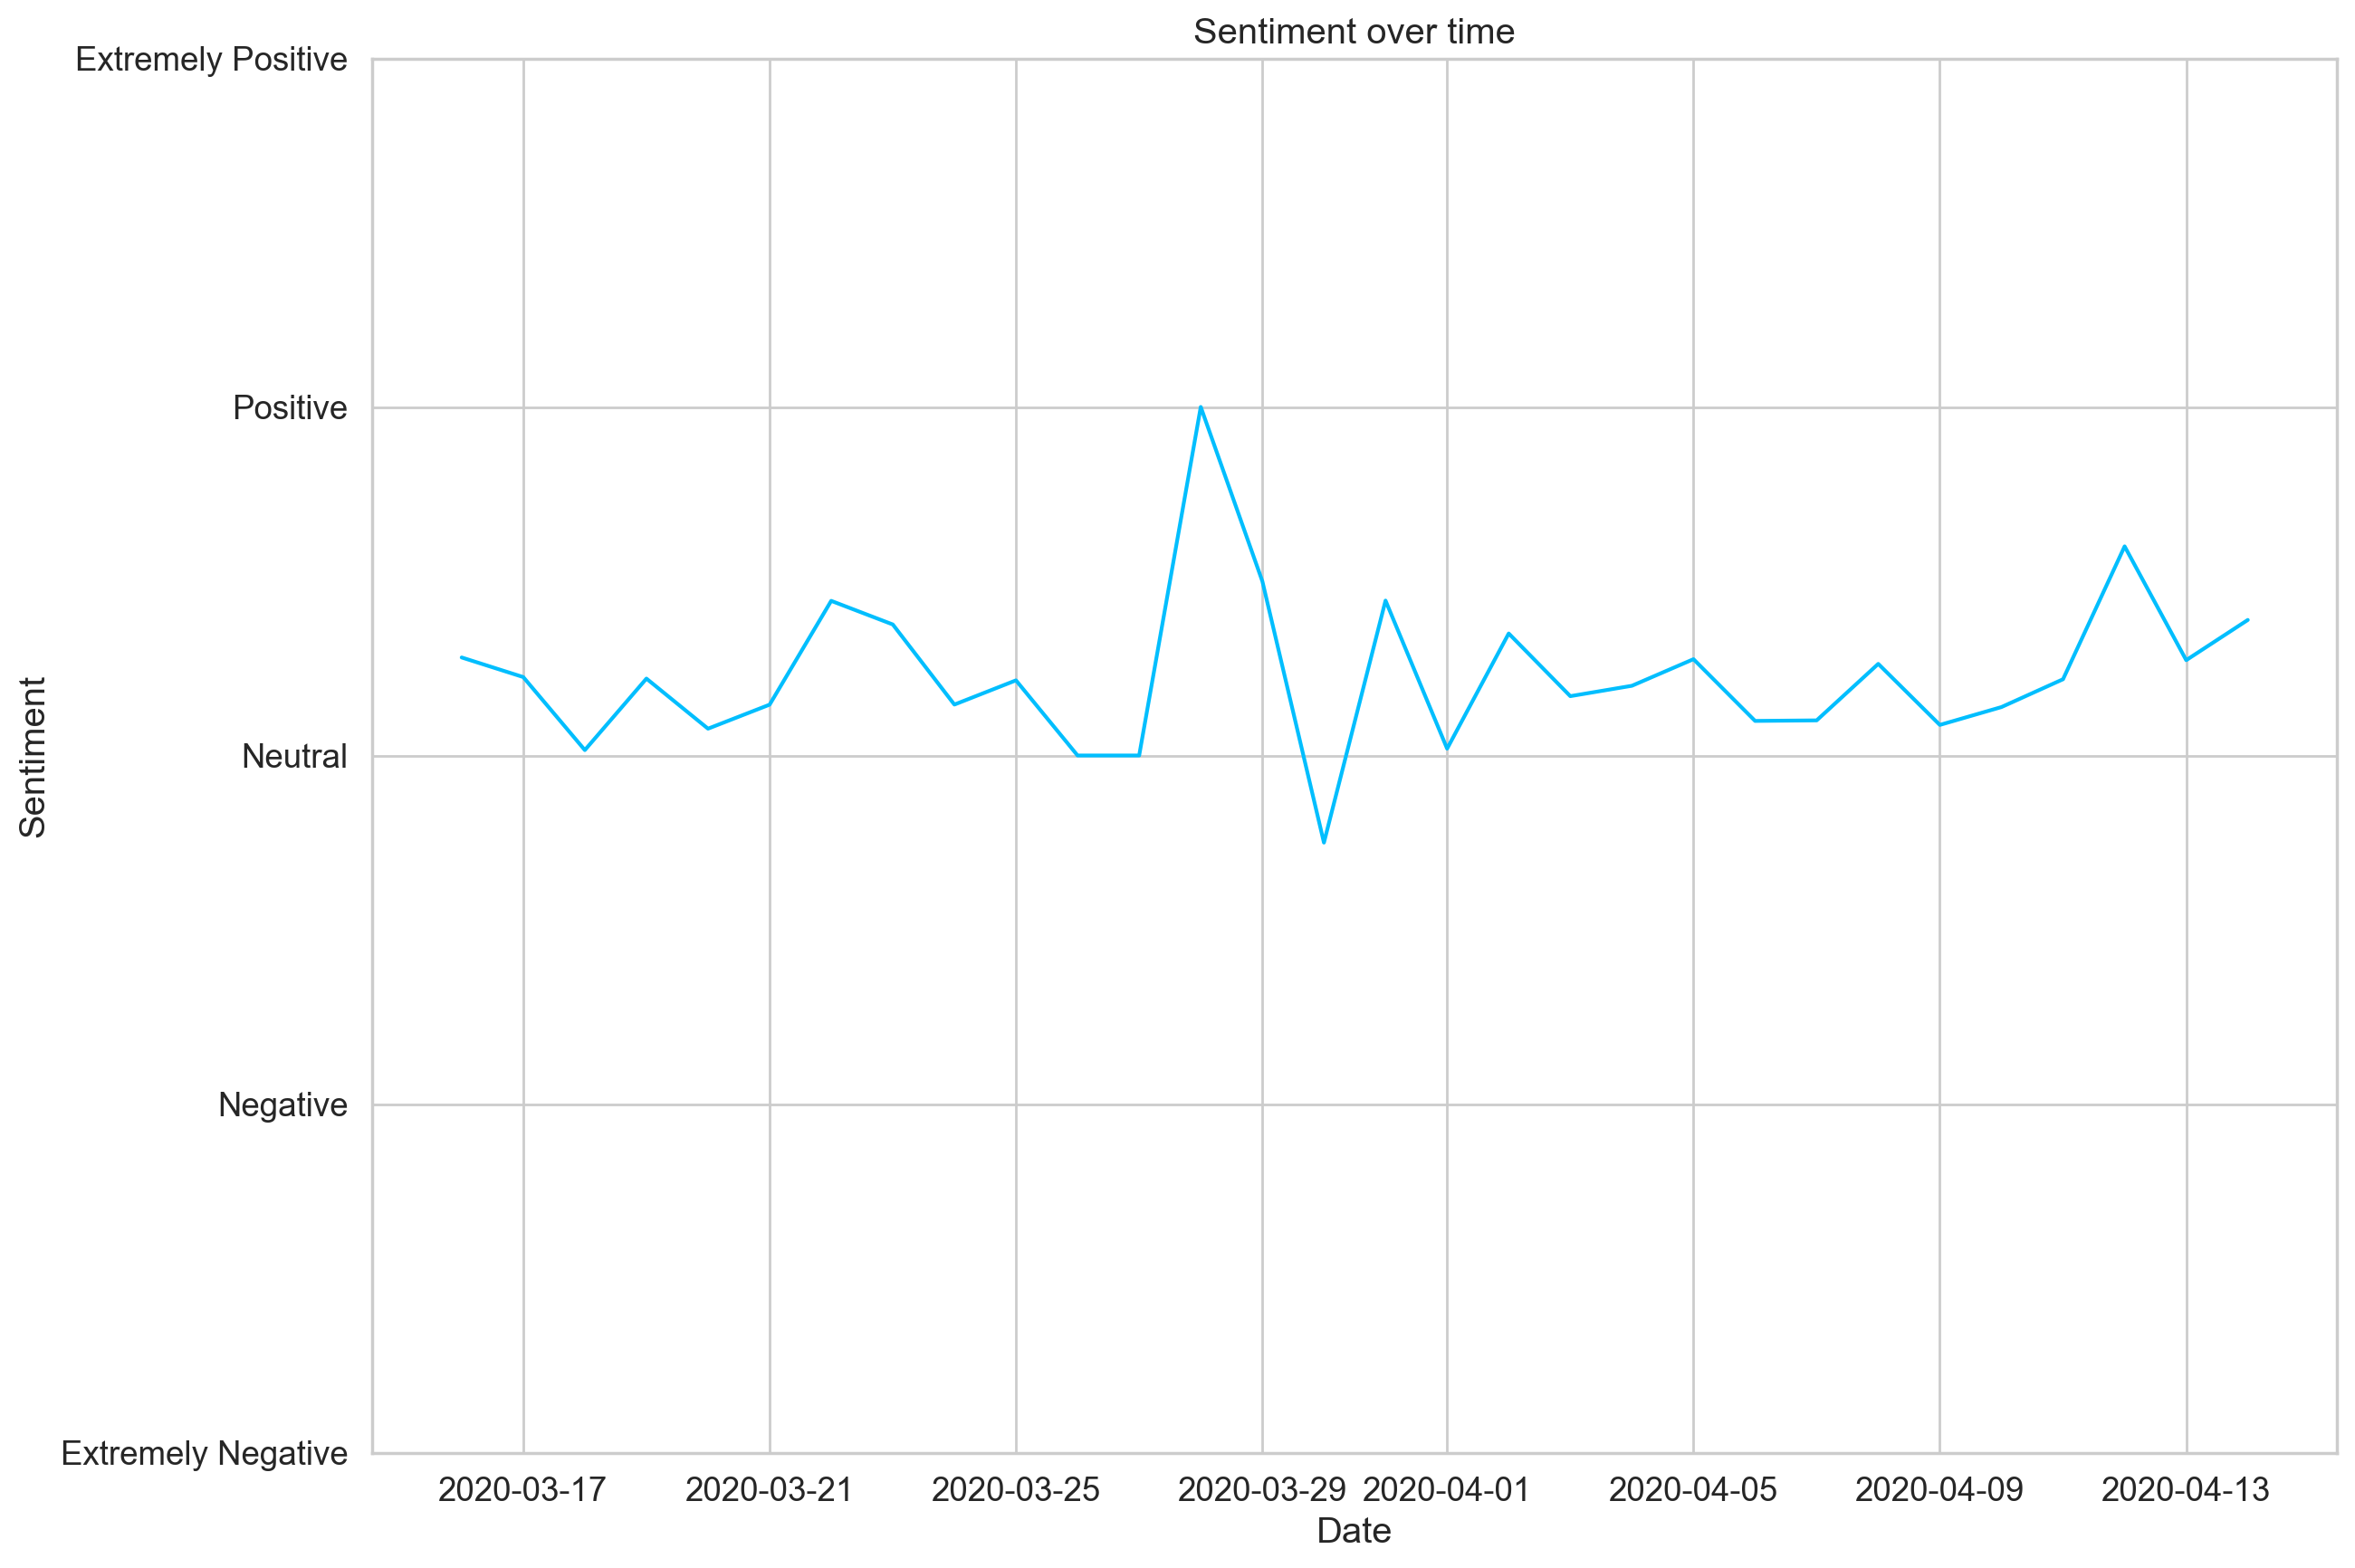 Sentiment over time
Extremely Positive
Positive
Neutral
Negative
Extremely Negative
Sentiment
2020-03-17 2020-03-21 2020-03-25 2020-03-29 2020-04-01 2020-04-05 2020-04-09 2020-04-13
Date